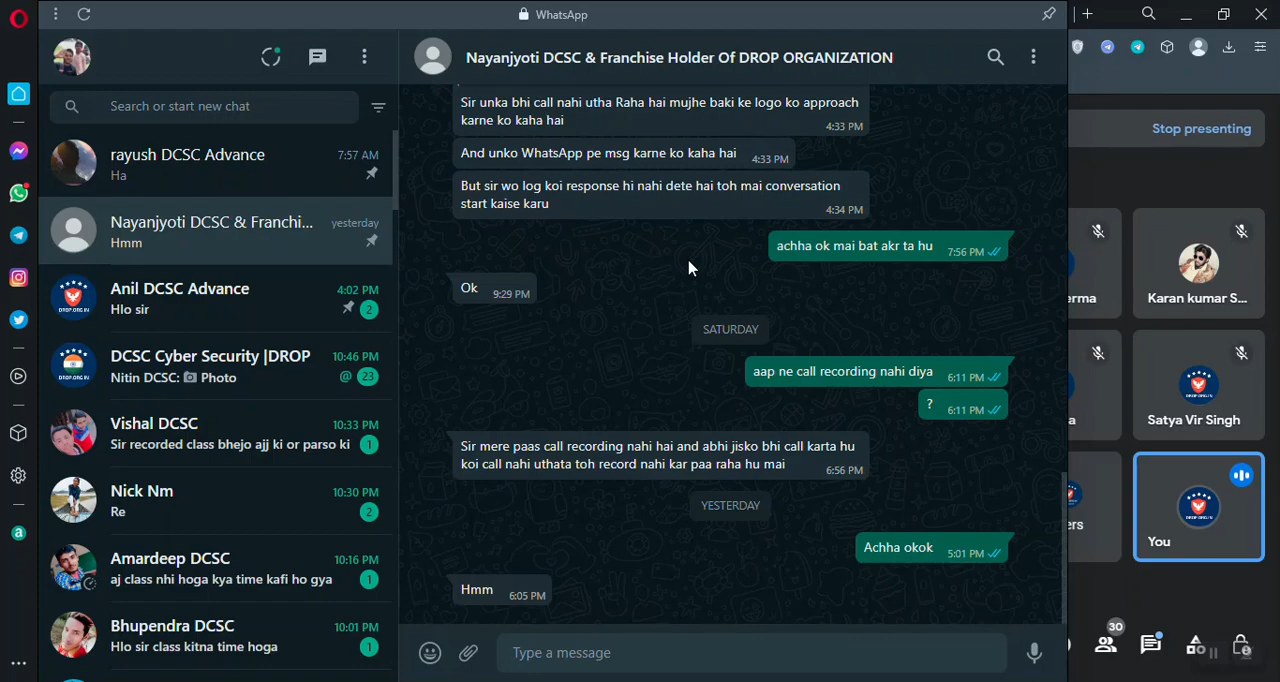 WhatsApp
Search or start new chat
rayush DCSC Advance
7:57 AM
Ha
Nayanjyoti DCSC & Franchi...
yesterday
Hmm
Anil DCSC Advance
4:02 PM
Hlo sir
2
DCSC Cyber Security |DROP
10:46 PM
Nitin DCSC: Photo
@ 23
Vishal DCSC
10:33 PM
Sir recorded class bhejo ajj ki or parso ki
1
Nick Nm
10:30 PM
Re
2
Amardeep DCSC
10:16 PM
aj class nhi hoga kya time kafi ho gya
1
Bhupendra DCSC
10:01 PM
Hlo sir class kitna time hoga
1
Nayanjyoti DCSC & Franchise Holder Of DROP ORGANIZATION
Sir unka bhi call nahi utha Raha hai mujhe baki ke logo ko approach
karne ko kaha hai
4:33 PM
And unko WhatsApp pe msg karne ko kaha hai
4:33 PM
But sir wo log koi response hi nahi dete hai toh mai conversation
start kaise karu
4:34 PM
achha ok mai bat akr ta hu
7:56 PM
Ok
9:29 PM
SATURDAY
aap ne call recording nahi diya
6:11 PM
?
6:11 PM
Sir mere paas call recording nahi hai and abhi jisko bhi call karta hu
koi call nahi uthata toh record nahi kar paa raha hu mai
6:56 PM
YESTERDAY
Achha okok
5:01 PM
Hmm
6:05 PM
Type a message
Stop presenting
erma
Karan kumar S...
a
Satya Vir Singh
ers
DROP.ORG.IN
You
30